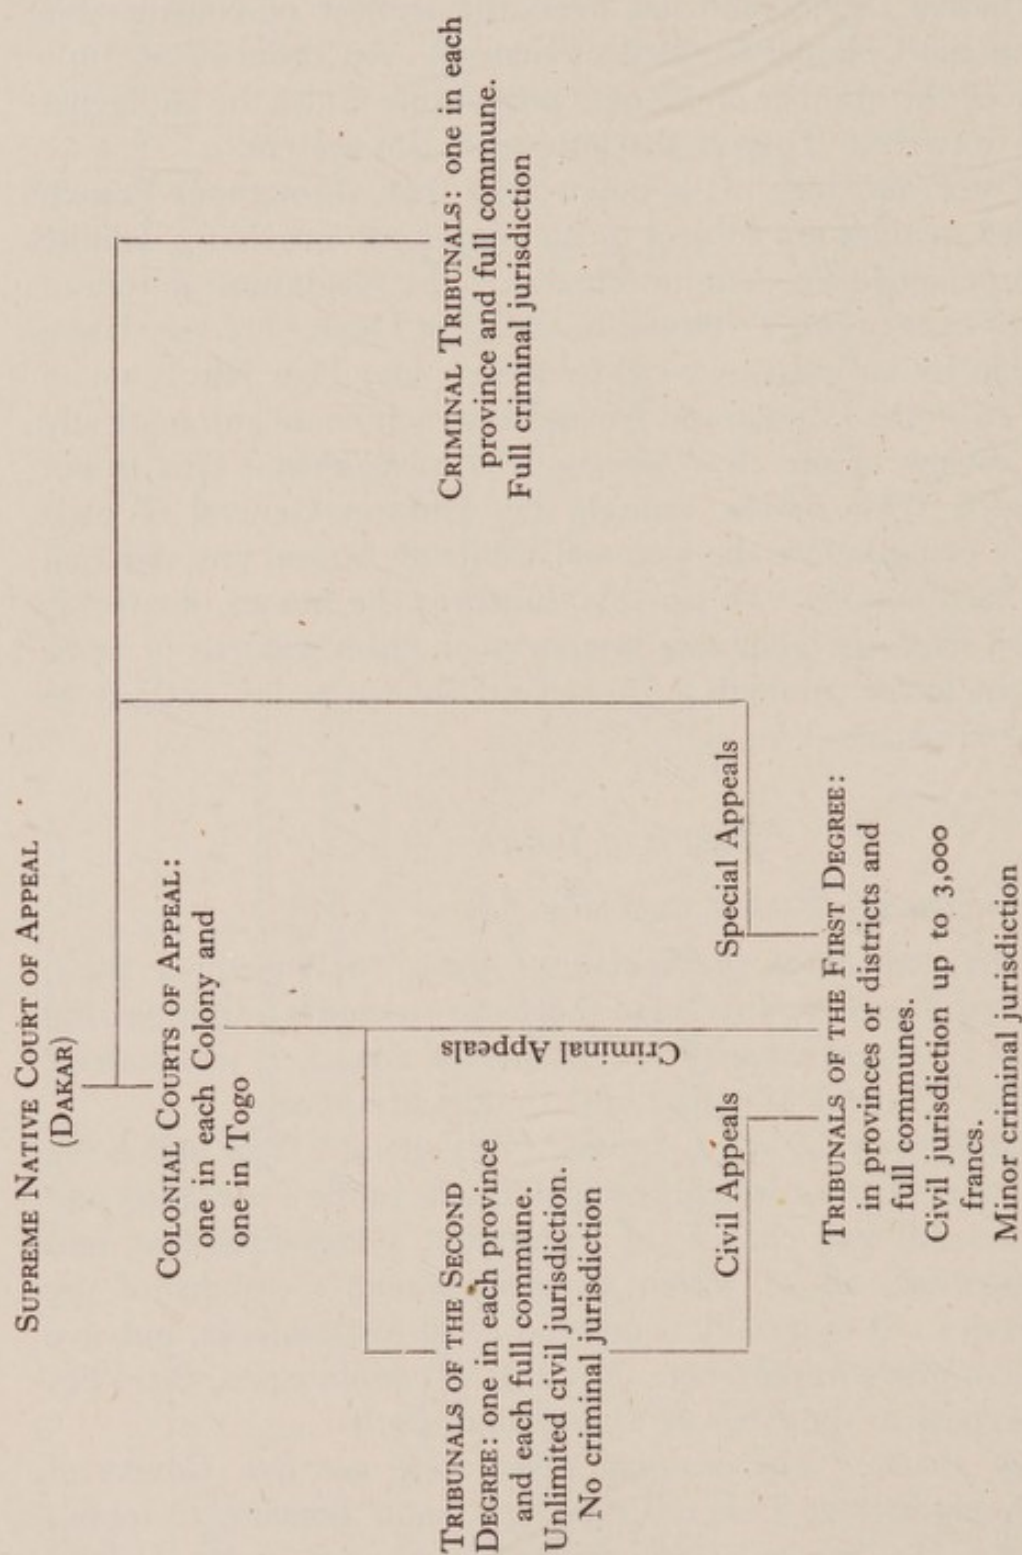 SUPREME NATIVE COURT OF APPEAL
(DAKAR)
COLONIAL COURTS OF APPEAL:
one in each Colony and
one in Togo
TRIBUNALS OF THE SECOND
DEGREE: one in each province
and each full commune.
Unlimited civil jurisdiction.
No criminal jurisdiction
CRIMINAL TRIBUNALS: one in each
province and full commune.
Full criminal jurisdiction
Criminal Appeals
Civil Appeals
Special Appeals
TRIBUNALS OF THE FIRST DEGREE:
in provinces or districts and
full communes.
Civil jurisdiction up to 3,000
francs.
Minor criminal jurisdiction